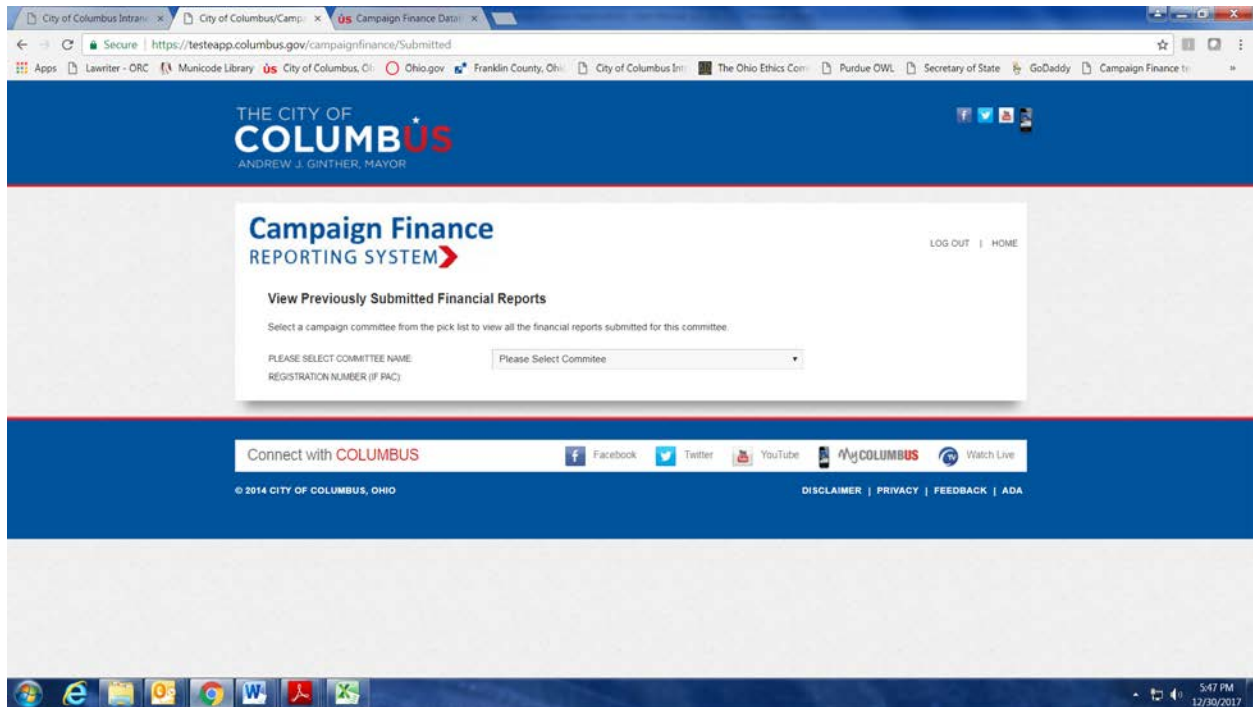 City of Columbus Intran
City of Columbus/Camp
ùs Campaign Finance Data
Secure https://testeapp.columbus.gov/campaignfinance/Submitted
Apps Lawriter - ORC Municode Library ùs City of Columbus, O Ohio.gov Franklin County, Ohi City of Columbus Int The Ohio Ethics Com Purdue OWL Secretary of State GoDaddy Campaign Finance te »
THE CITY OF
COLUMBUS
ANDREW J. GINTHER, MAYOR
Campaign Finance
REPORTING SYSTEM
LOG OUT | HOME
View Previously Submitted Financial Reports
Select a campaign committee from the pick list to view all the financial reports submitted for this committee.
PLEASE SELECT COMMITTEE NAME: Please Select Commitee
REGISTRATION NUMBER (IF PAC):
Connect with COLUMBUS Facebook Twitter YouTube MyCOLUMBUS Watch Live
© 2014 CITY OF COLUMBUS, OHIO DISCLAIMER | PRIVACY | FEEDBACK | ADA
5:47 PM
12/30/2017